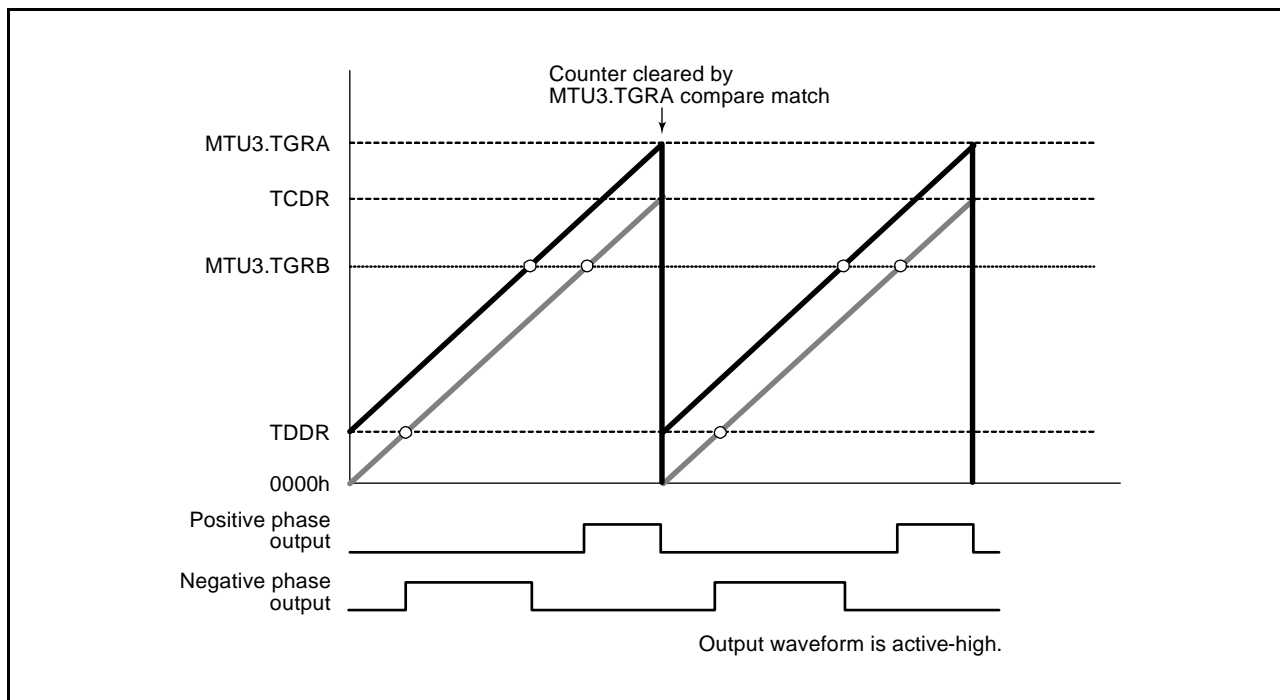 Counter cleared by
MTU3.TGRA compare match
MTU3.TGRA
TCDR
MTU3.TGRB
TDDR
0000h
Positive phase
output
Negative phase
output
Output waveform is active-high.